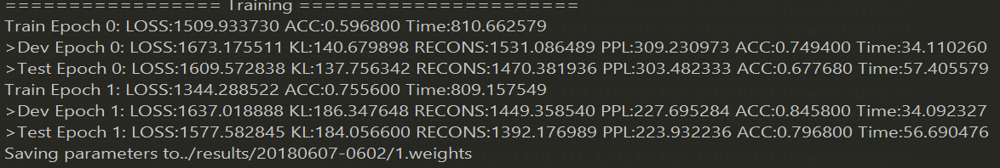 ================= Training ======================
Train Epoch 0: LOSS:1509.933730 ACC:0.596800 Time:810.662579
>Dev Epoch 0: LOSS:1673.175511 KL:140.679898 RECONS:1531.086489 PPL:309.230973 ACC:0.749400 Time:34.110260
>Test Epoch 0: LOSS:1609.572838 KL:137.756342 RECONS:1470.381936 PPL:303.482333 ACC:0.677680 Time:57.405579
Train Epoch 1: LOSS:1344.288522 ACC:0.755600 Time:809.157549
>Dev Epoch 1: LOSS:1637.018888 KL:186.347648 RECONS:1449.358540 PPL:227.695284 ACC:0.845800 Time:34.092327
>Test Epoch 1: LOSS:1577.582845 KL:184.056600 RECONS:1392.176989 PPL:223.932236 ACC:0.796800 Time:56.690476
Saving parameters to../results/20180607-0602/1.weights